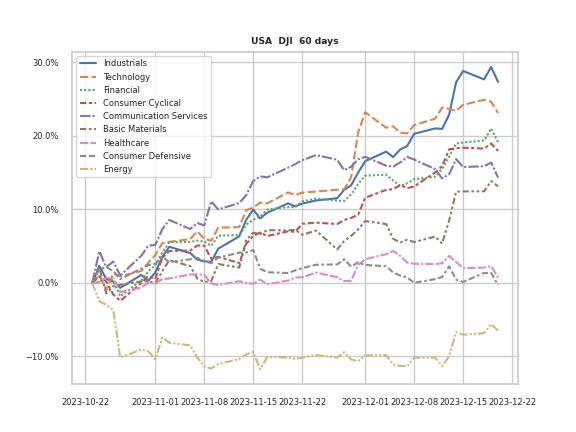 USA DJI 60 days
30.0%
20.0%
10.0%
0.0%
−10.0%
Industrials
Technology
Financial
Consumer Cyclical
Communication Services
Basic Materials
Healthcare
Consumer Defensive
Energy
2023-10-22
2023-11-01
2023-11-08
2023-11-15
2023-11-22
2023-12-01
2023-12-08
2023-12-15
2023-12-22